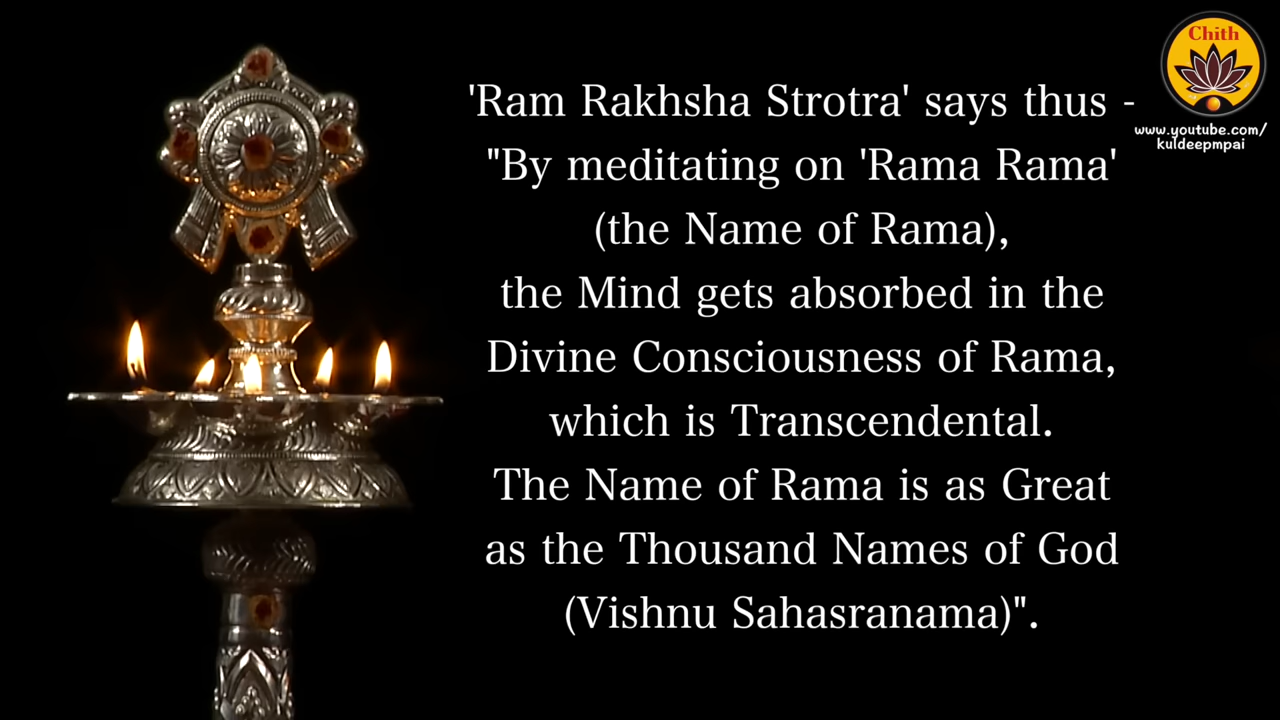 Chith
www.youtube.com/
kuldeepmpai
'Ram Rakhsha Strotra' says thus -
"By meditating on 'Rama Rama'
(the Name of Rama),
the Mind gets absorbed in the
Divine Consciousness of Rama,
which is Transcendental.
The Name of Rama is as Great
as the Thousand Names of God
(Vishnu Sahasranama)".